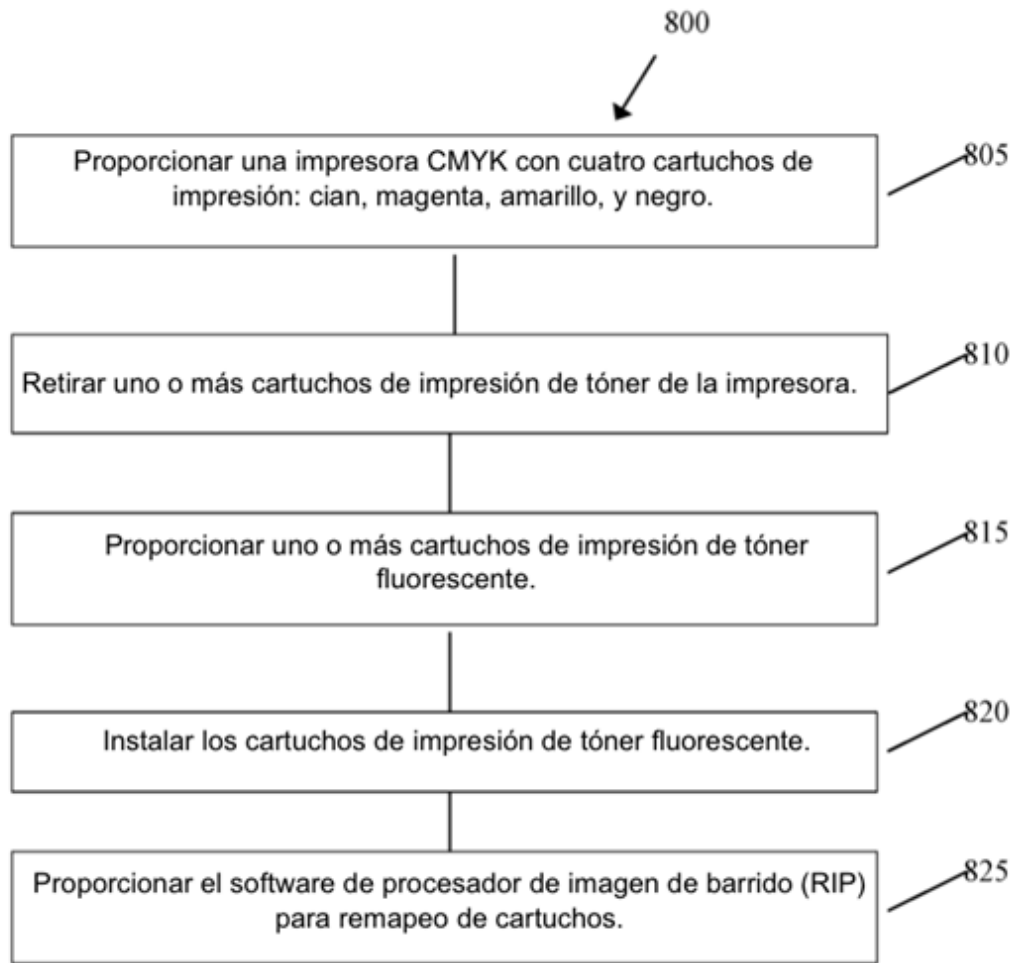 800
Proporcionar una impresora CMYK con cuatro cartuchos de
impresión: cian, magenta, amarillo, y negro.
805
Retirar uno o más cartuchos de impresión de tóner de la impresora.
810
Proporcionar uno o más cartuchos de impresión de tóner
fluorescente.
815
Instalar los cartuchos de impresión de tóner fluorescente.
820
Proporcionar el software de procesador de imagen de barrido (RIP)
para remapeo de cartuchos.
825